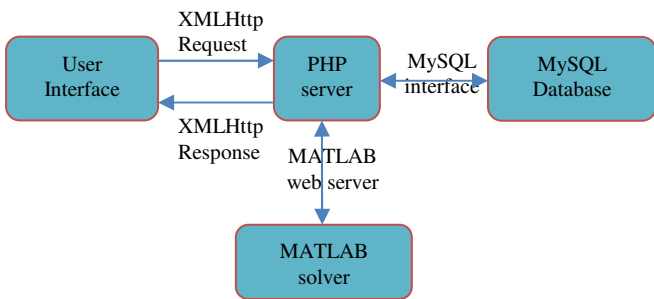 XMLHttp
Request
User
Interface
PHP
server
MySQL
interface
MySQL
Database
XMLHttp
Response
MATLAB
web server
MATLAB
solver